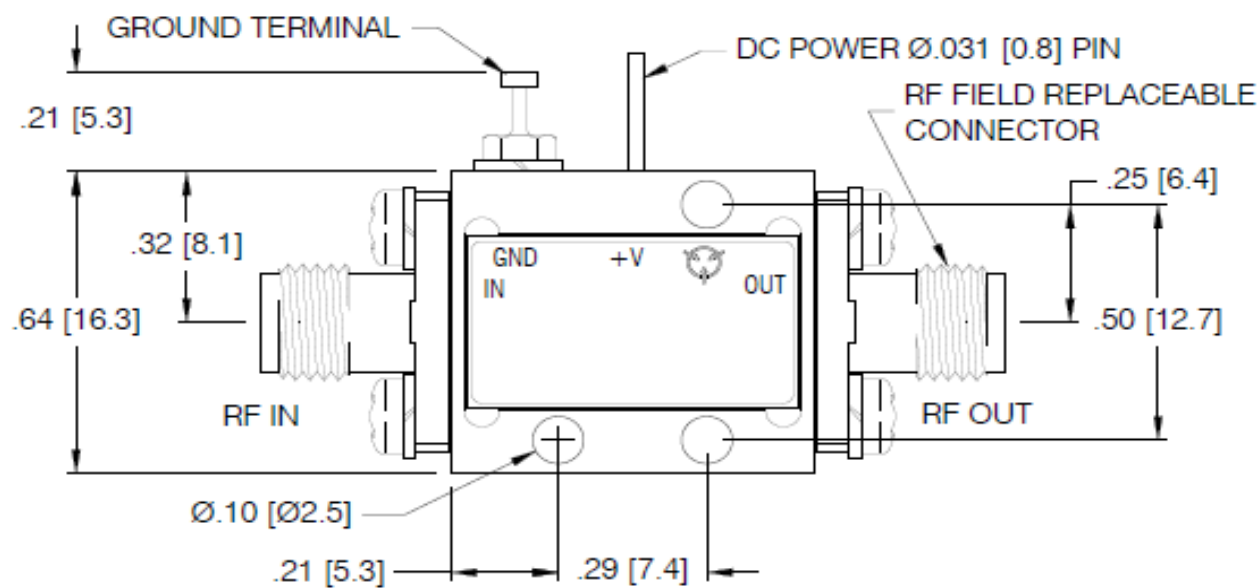 GROUND TERMINAL
DC POWER Ø.031 [0.8] PIN
.21 [5.3]
RF FIELD REPLACEABLE
CONNECTOR
.25 [6.4]
.32 [8.1]
GND +V
IN OUT
.64 [16.3]
.50 [12.7]
RF IN
RF OUT
Ø.10 [Ø2.5]
.21 [5.3]
.29 [7.4]